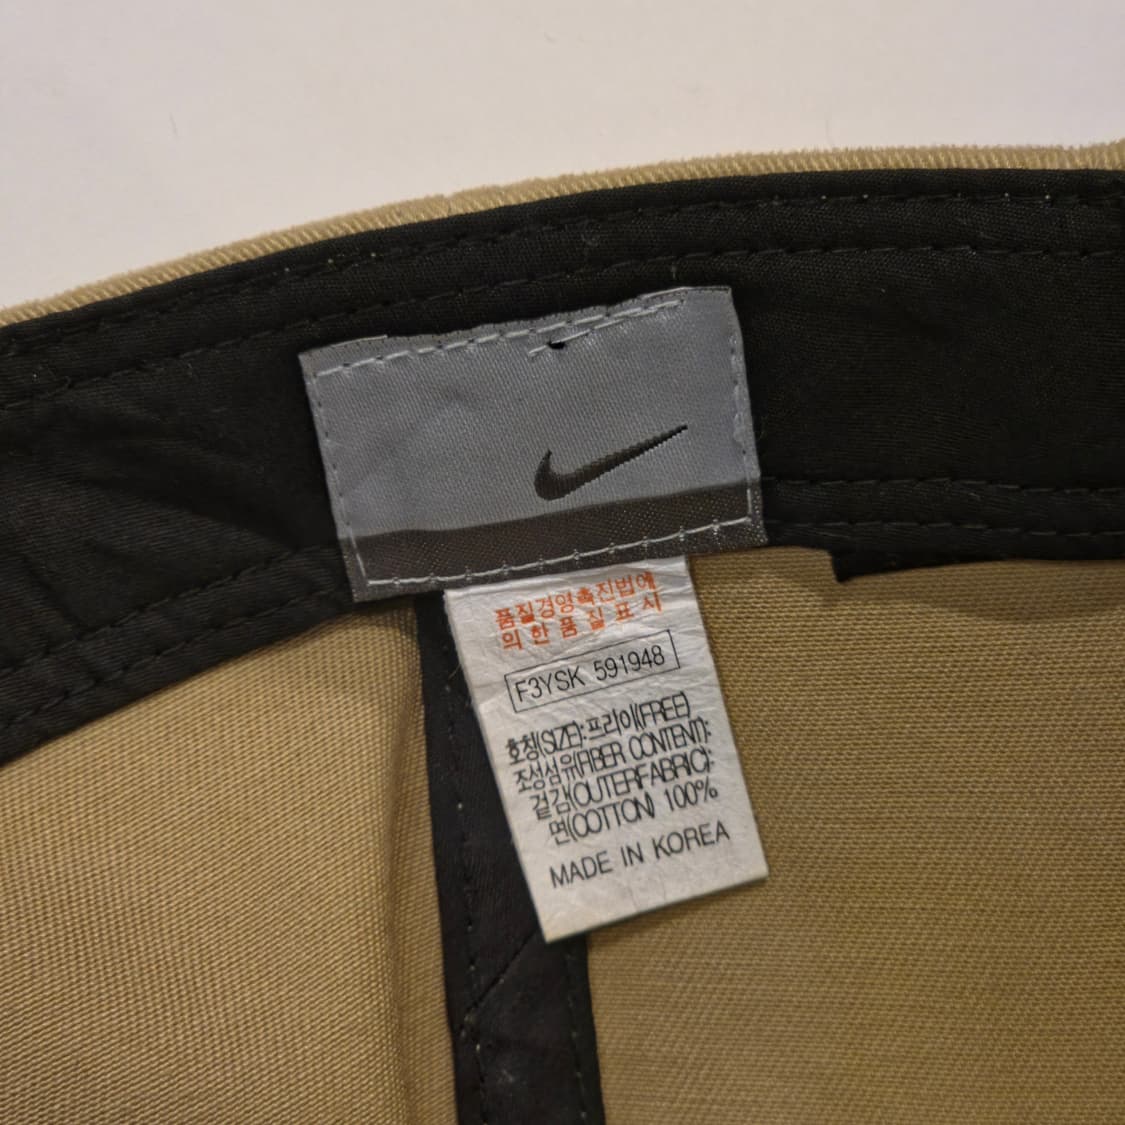 품질경영촉진법에
의한품질표시
F3YSK 591948
호칭(SIZE):프리이(FREE)
조성섬유(FIBER CONTENT):
겉감(OUTERFABRIC):
면(COTTON) 100%
MADE IN KOREA